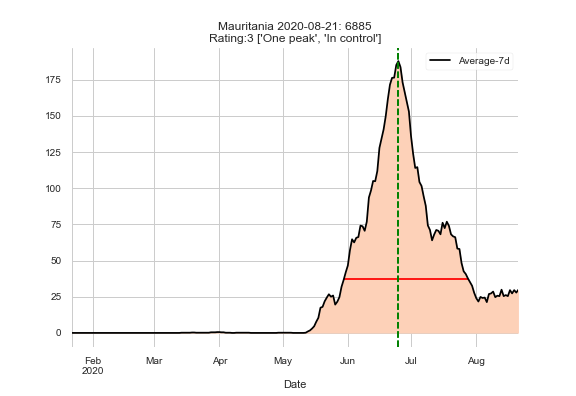 Mauritania 2020-08-21: 6885
Rating:3 ['One peak', 'In control']
Average-7d
175
150
125
100
75
50
25
0
Feb
2020
Mar
Apr
May
Jun
Jul
Aug
Date